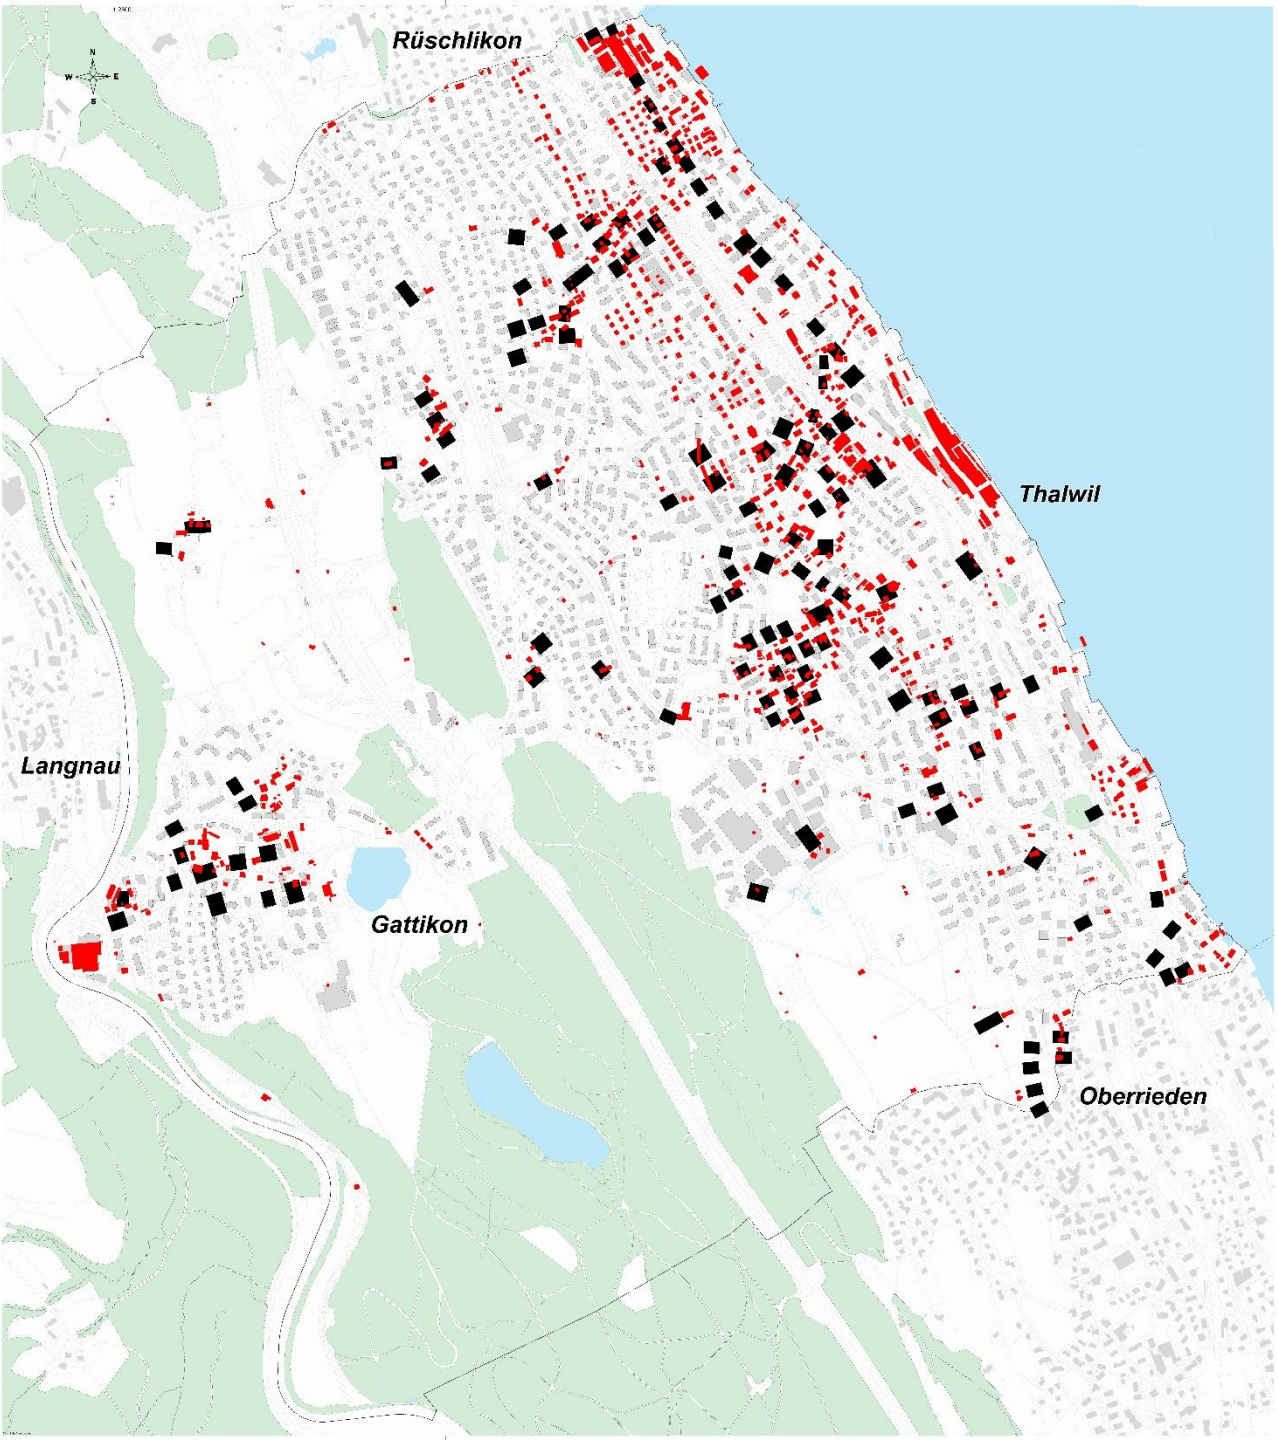 Rüschlikon
N
W E
S
Thalwil
Langnau
Gattikon
Oberrieden